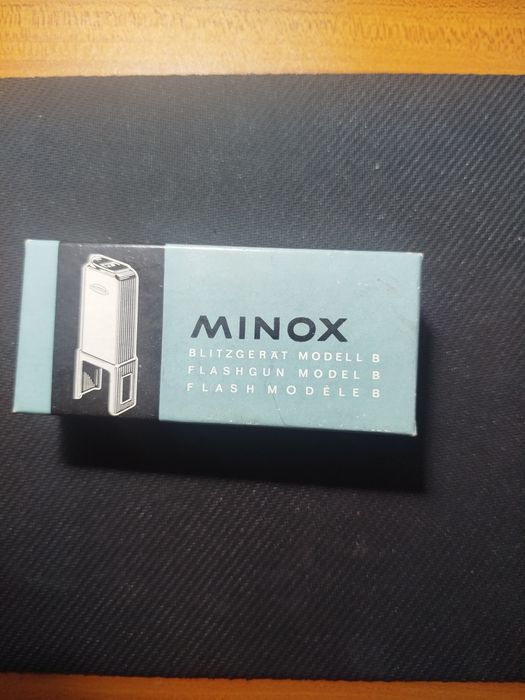 MINOX
BLITZGERÄT MODELL B
FLASHGUN MODEL B
FLASH MODÈLE B